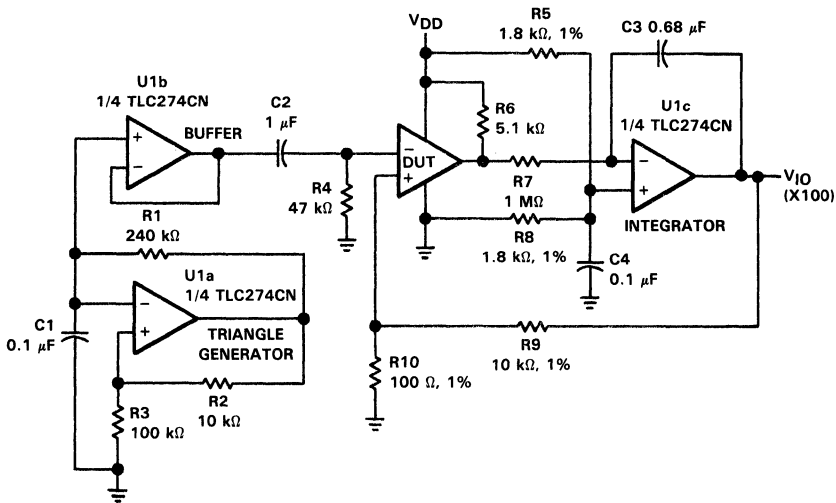 VDD
R5
1.8 kΩ, 1%
C3 0.68 μF
U1b
1/4 TLC274CN
BUFFER
C2
1 μF
R6
5.1 kΩ
U1c
1/4 TLC274CN
+
−
−
DUT
+
−
+
R4
47 kΩ
R7
1 MΩ
VIO
(X100)
INTEGRATOR
R1
240 kΩ
R8
1.8 kΩ, 1%
C4
0.1 μF
U1a
1/4 TLC274CN
−
+
C1
0.1 μF
TRIANGLE
GENERATOR
R2
10 kΩ
R3
100 kΩ
R10
100 Ω, 1%
R9
10 kΩ, 1%